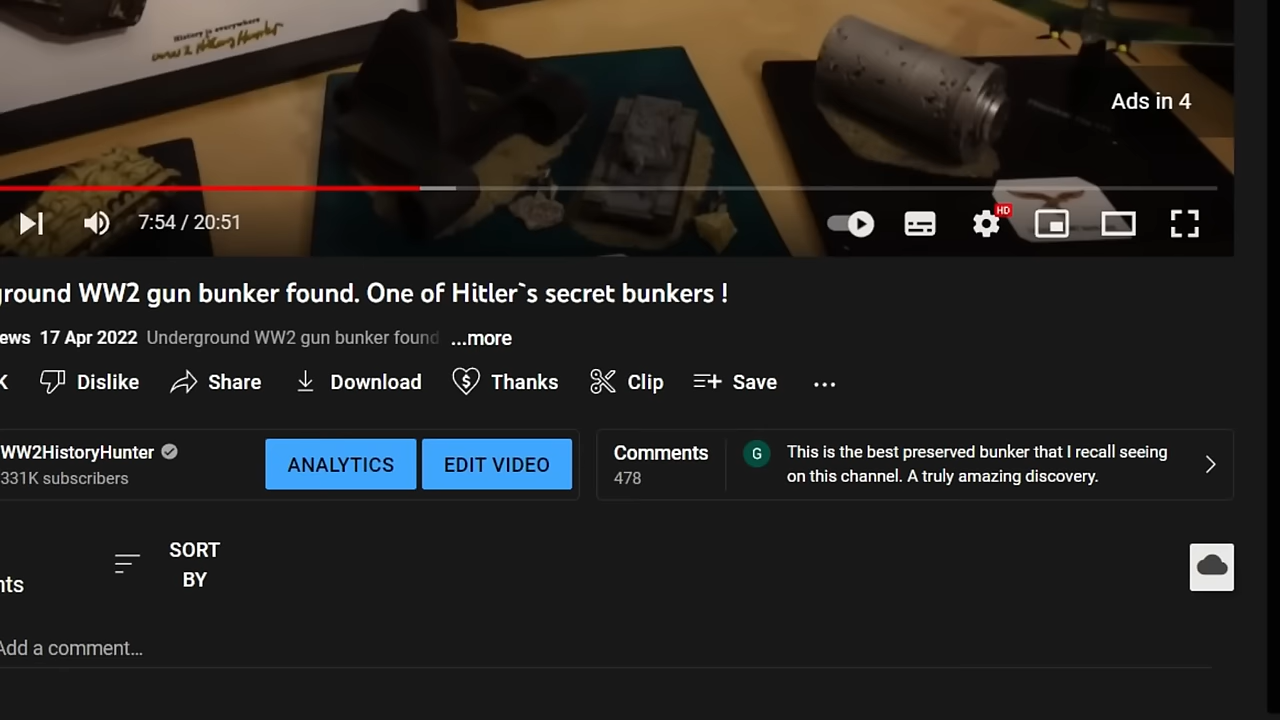 History is everywhere
Ads in 4
7:54 / 20:51
HD
ground WW2 gun bunker found. One of Hitler`s secret bunkers !
ews 17 Apr 2022 Underground WW2 gun bunker found ...more
K Dislike Share Download Thanks Clip Save ...
WW2HistoryHunter
331K subscribers
ANALYTICS
EDIT VIDEO
Comments
478
G
This is the best preserved bunker that I recall seeing
on this channel. A truly amazing discovery.
SORT
BY
nts
Add a comment...